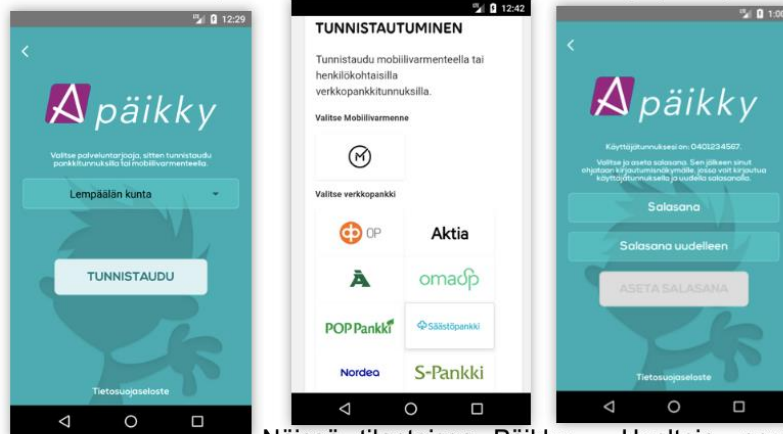 12:29
päikky
Valitse palveluntarjoaja, sitten tunnistaudu
pankkitunnuksilla tai mobiilivarmenteella.
Lempäälän kunta
TUNNISTAUDU
Tietosuojaseloste
12:42
TUNNISTAUTUMINEN
Tunnistaudu mobiilivarmenteella tai
henkilökohtaisilla
verkkopankkitunnuksilla.
Valitse Mobiilivarmenne
Valitse verkkopankki
OP
Aktia
omasp
POP Pankki
Säästöpankki
Nordea
S-Pankki
päikky
Käyttäjätunnuksesi on: 0401234567.
Valitse ja aseta salasana. Sen jälkeen sinut
ohjataan kirjautumisnäkymälle, jossa voit kirjautua
käyttäjätunnuksella ja uudella salasanalla.
Salasana
Salasana uudelleen
ASETA SALASANA
Tietosuojaseloste